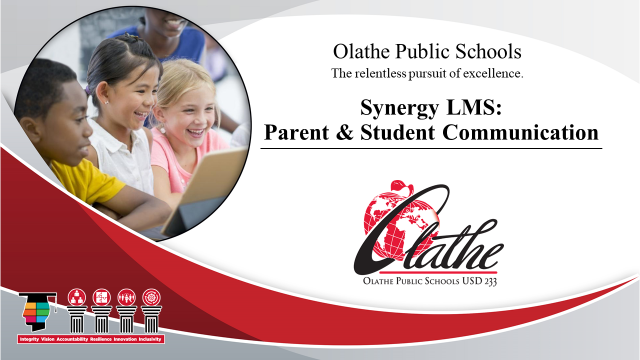 Olathe Public Schools
The relentless pursuit of excellence.
Synergy LMS:
Parent & Student Communication
Olathe
OLATHE PUBLIC SCHOOLS USD 233
Integrity Vision Accountability Resilience Innovation Inclusivity